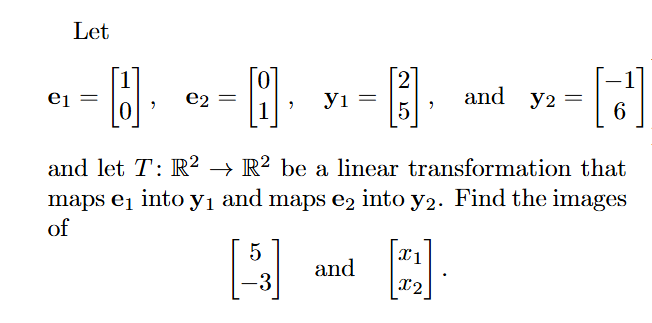 Let
e₁ = [1 0], e₂ = [0 1], y₁ = [2 5], and y₂ = [−1 6]
and let T: ℝ² → ℝ² be a linear transformation that
maps e₁ into y₁ and maps e₂ into y₂. Find the images
of
[5 −3] and [x₁ x₂].